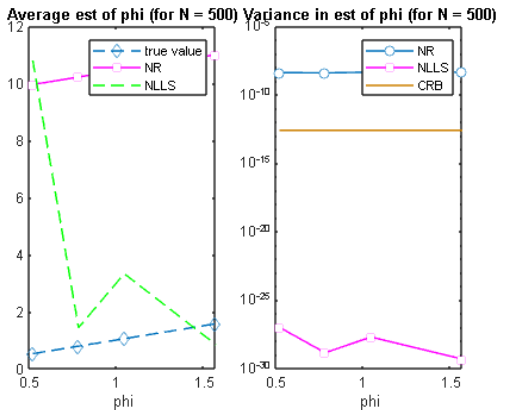 Average est of phi (for N = 500)
Variance in est of phi (for N = 500)
12
10
8
6
4
2
0
0.5
1
1.5
phi
true value
NR
NLLS
10⁻⁵
10⁻¹⁰
10⁻¹⁵
10⁻²⁰
10⁻²⁵
10⁻³⁰
0.5
1
1.5
phi
NR
NLLS
CRB